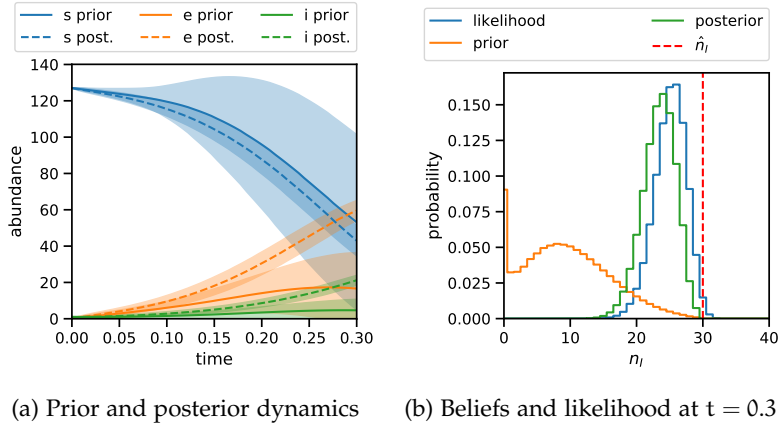 s prior e prior i prior
s post. e post. i post.
140
120
100
80
60
40
20
0
abundance
0.00 0.05 0.10 0.15 0.20 0.25 0.30
time
(a) Prior and posterior dynamics
likelihood posterior
prior n̂_I
0.150
0.125
0.100
0.075
0.050
0.025
0.000
probability
0 10 20 30 40
n_I
(b) Beliefs and likelihood at t = 0.3